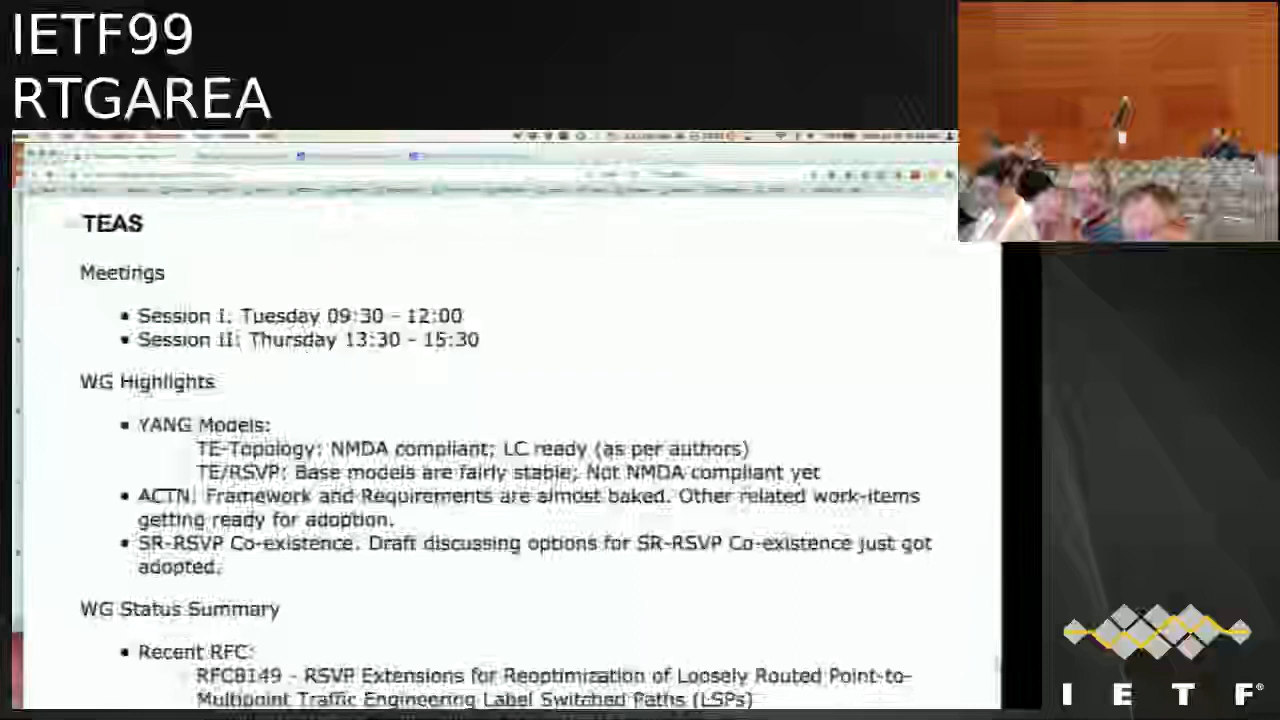 IETF99
RTGAREA
TEAS
Meetings
• Session I: Tuesday 09:30 - 12:00
• Session II: Thursday 13:30 - 15:30
WG Highlights
• YANG Models:
TE-Topology: NMDA compliant; LC ready (as per authors)
TE/RSVP: Base models are fairly stable; Not NMDA compliant yet
• ACTN: Framework and Requirements are almost baked. Other related work-items
getting ready for adoption.
• SR-RSVP Co-existence. Draft discussing options for SR-RSVP Co-existence just got
adopted.
WG Status Summary
• Recent RFC:
RFC8149 - RSVP Extensions for Reoptimization of Loosely Routed Point-to-
Multipoint Traffic Engineering Label Switched Paths (LSPs)
I E T F®